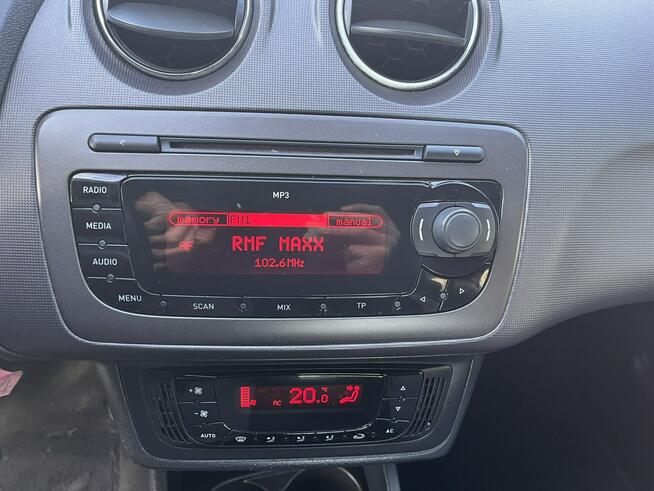 MP3
RADIO
MEDIA
AUDIO
MENU
memory FM1 manual
AF RMF MAXX
102.6MHz
SCAN MIX TP
AC 20.0 °C
AUTO AC